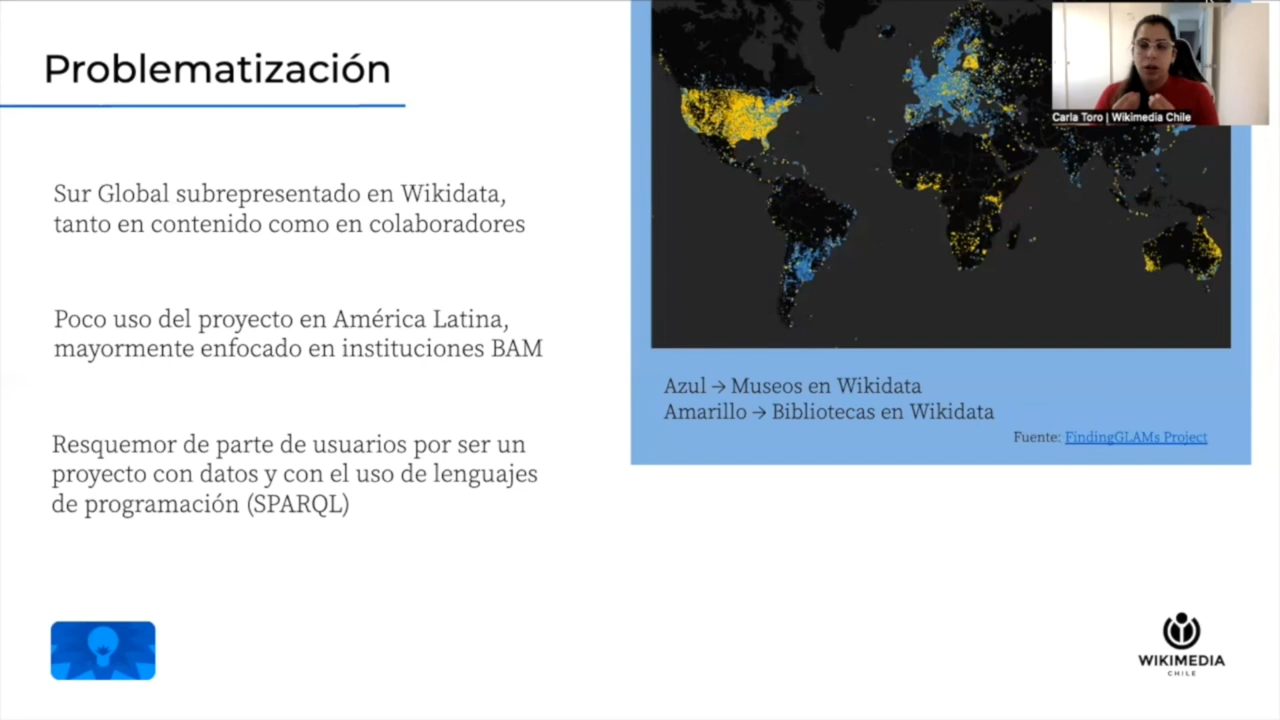 Problematización
Sur Global subrepresentado en Wikidata,
tanto en contenido como en colaboradores
Poco uso del proyecto en América Latina,
mayormente enfocado en instituciones BAM
Resquemor de parte de usuarios por ser un
proyecto con datos y con el uso de lenguajes
de programación (SPARQL)
Carla Toro | Wikimedia Chile
Azul → Museos en Wikidata
Amarillo → Bibliotecas en Wikidata
Fuente: FindingGLAMs Project
WIKIMEDIA
CHILE